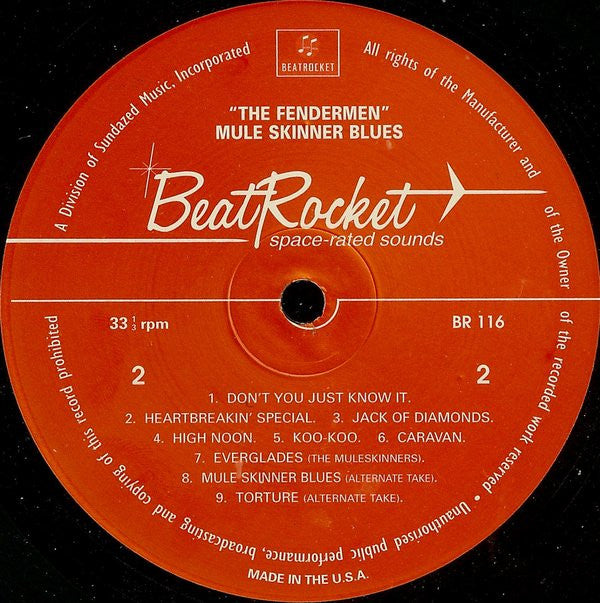 BEATROCKET
A Division of Sundazed Music, Incorporated
All rights of the Manufacturer and of the Owner of the recorded work reserved • Unauthorised public performance, broadcasting and copying of this record prohibited
"THE FENDERMEN"
MULE SKINNER BLUES
BeatRocket
space-rated sounds
33 1/3 rpm
BR 116
2
2
1. DON'T YOU JUST KNOW IT.
2. HEARTBREAKIN' SPECIAL. 3. JACK OF DIAMONDS.
4. HIGH NOON. 5. KOO-KOO. 6. CARAVAN.
7. EVERGLADES (THE MULESKINNERS).
8. MULE SKINNER BLUES (ALTERNATE TAKE).
9. TORTURE (ALTERNATE TAKE).
MADE IN THE U.S.A.